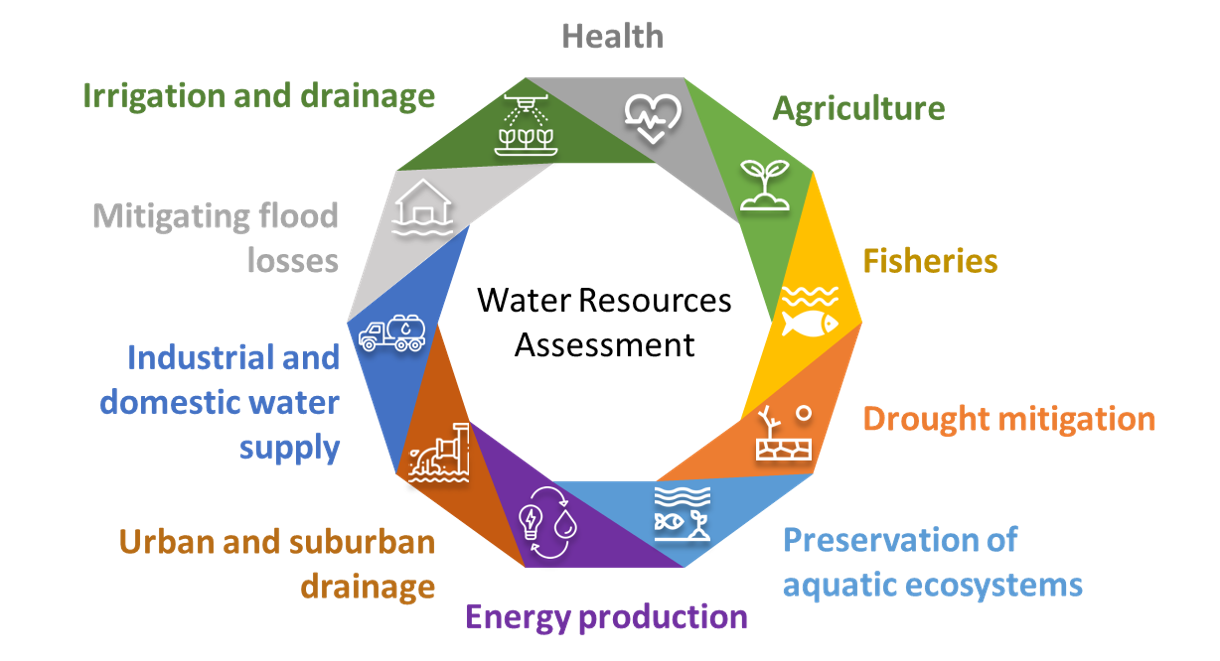 Health
Irrigation and drainage
Agriculture
Mitigating flood
losses
Fisheries
Water Resources
Assessment
Industrial and
domestic water
supply
Drought mitigation
Urban and suburban
drainage
Preservation of
aquatic ecosystems
Energy production